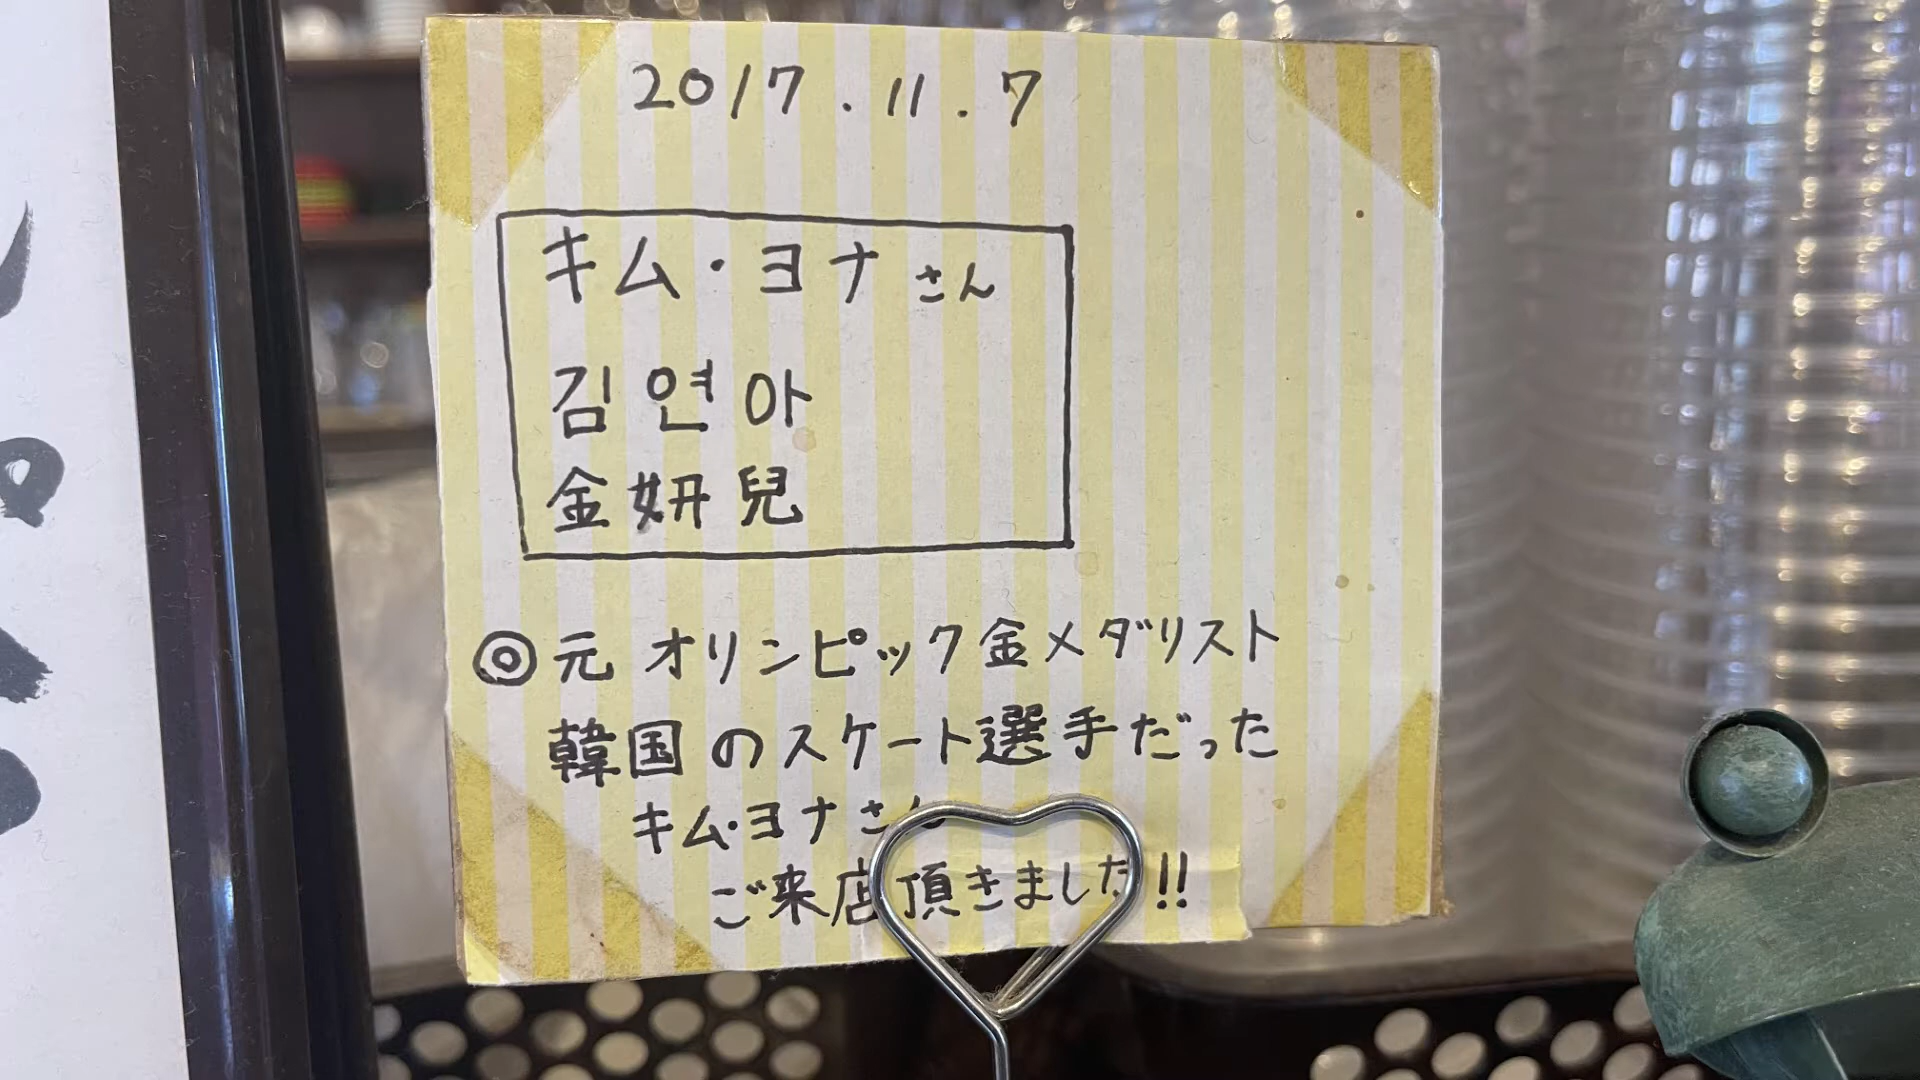 2017.11.7
キム・ヨナさん
김연아
金妍兒
◎元オリンピック金メダリスト
韓国のスケート選手だった
キム・ヨナさん
ご来店頂きました!!